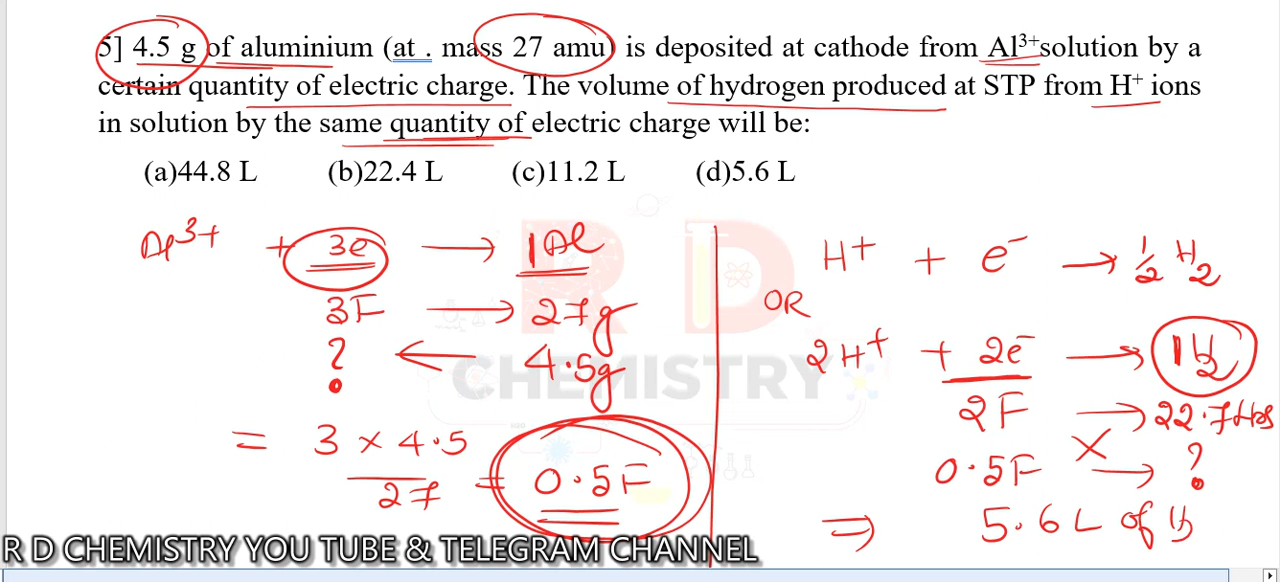 5] 4.5 g of aluminium (at . mass 27 amu) is deposited at cathode from Al³⁺solution by a
certain quantity of electric charge. The volume of hydrogen produced at STP from H⁺ ions
in solution by the same quantity of electric charge will be:
(a)44.8 L (b)22.4 L (c)11.2 L (d)5.6 L
Al³⁺ + 3e → 1Al
3F → 27g
? ← 4.5g
= 3 × 4.5 / 27 = 0.5F
H⁺ + e⁻ → ½ H₂
OR
2H⁺ + 2e⁻ → 1H₂
2F → 22.7 ltrs
0.5F → ?
⇒ 5.6 L of H₂
R D
CHEMISTRY
R D CHEMISTRY YOU TUBE & TELEGRAM CHANNEL